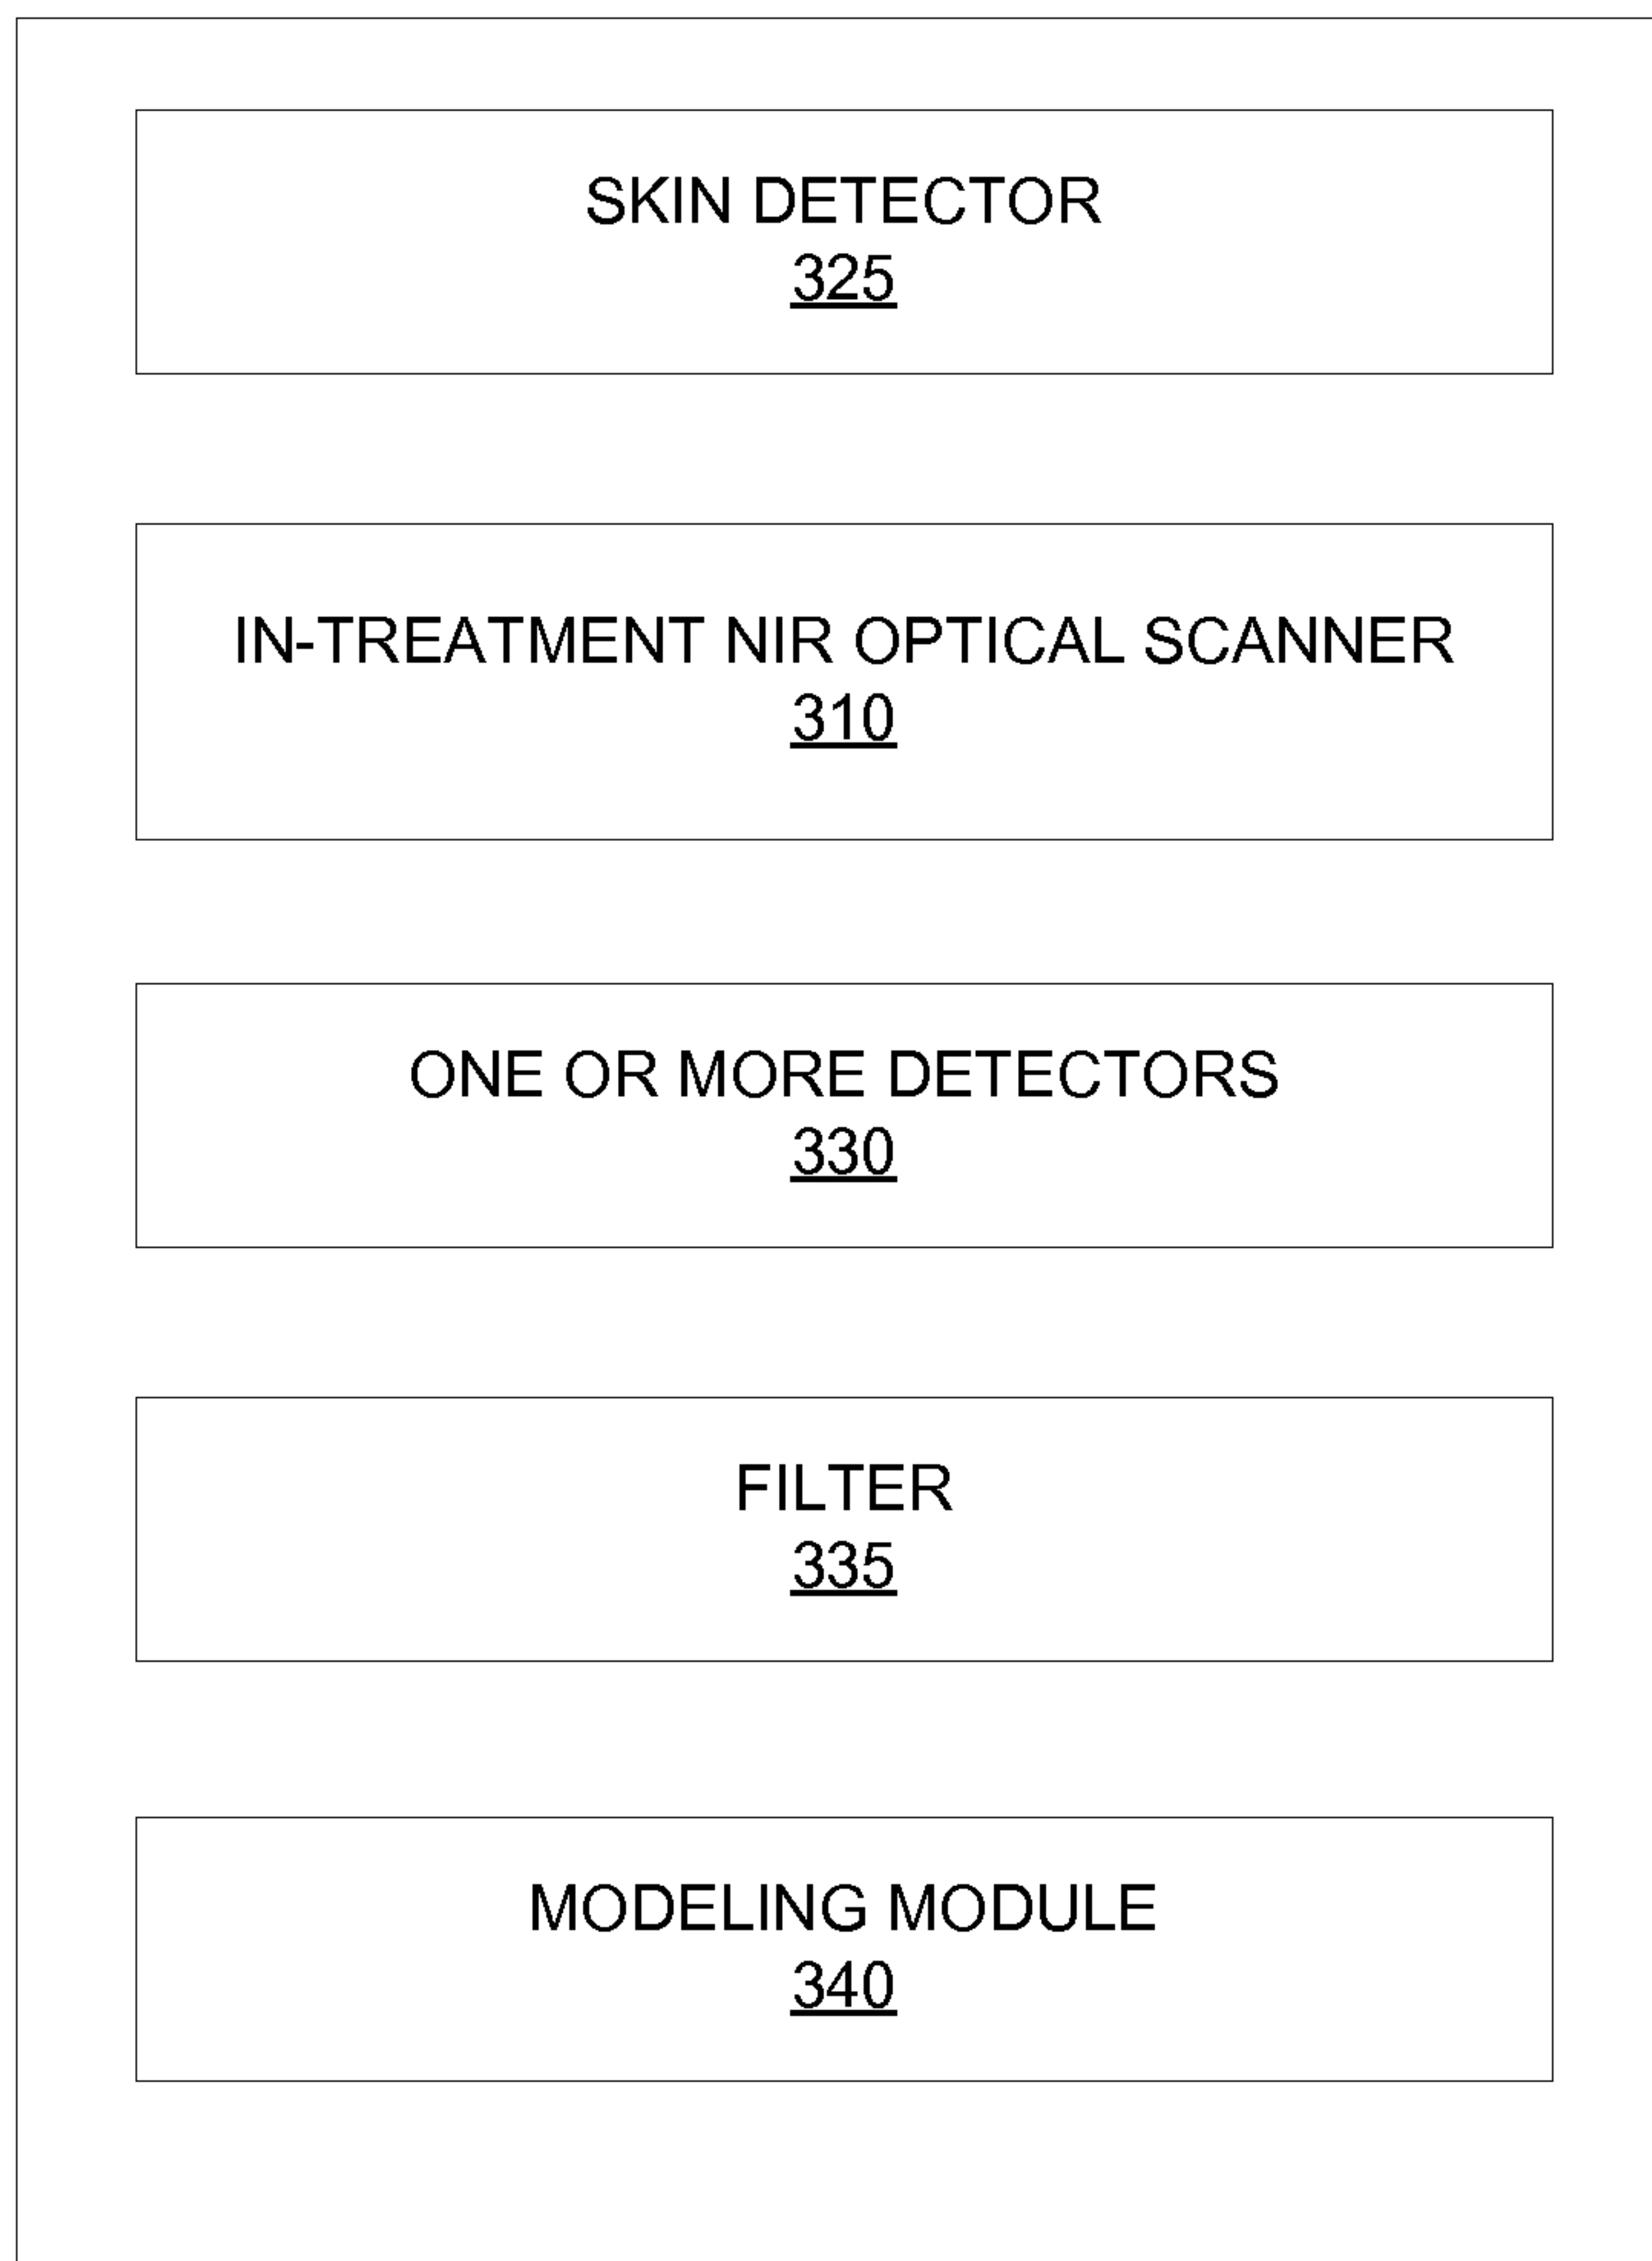 SKIN DETECTOR
325
IN-TREATMENT NIR OPTICAL SCANNER
310
ONE OR MORE DETECTORS
330
FILTER
335
MODELING MODULE
340